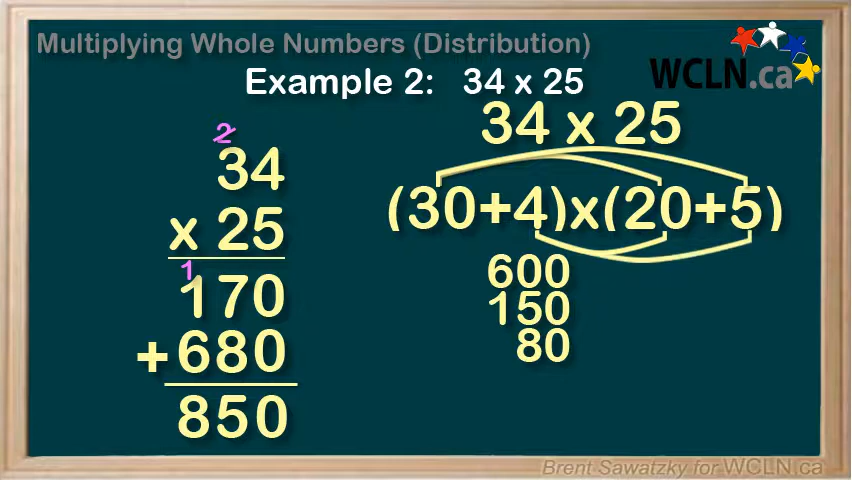 Multiplying Whole Numbers (Distribution)
WCLN.ca
Example 2: 34 x 25
2
34
x 25
1
170
+680
850
34 x 25
(30+4)x(20+5)
600
150
80
Brent Sawatzky for WCLN.ca